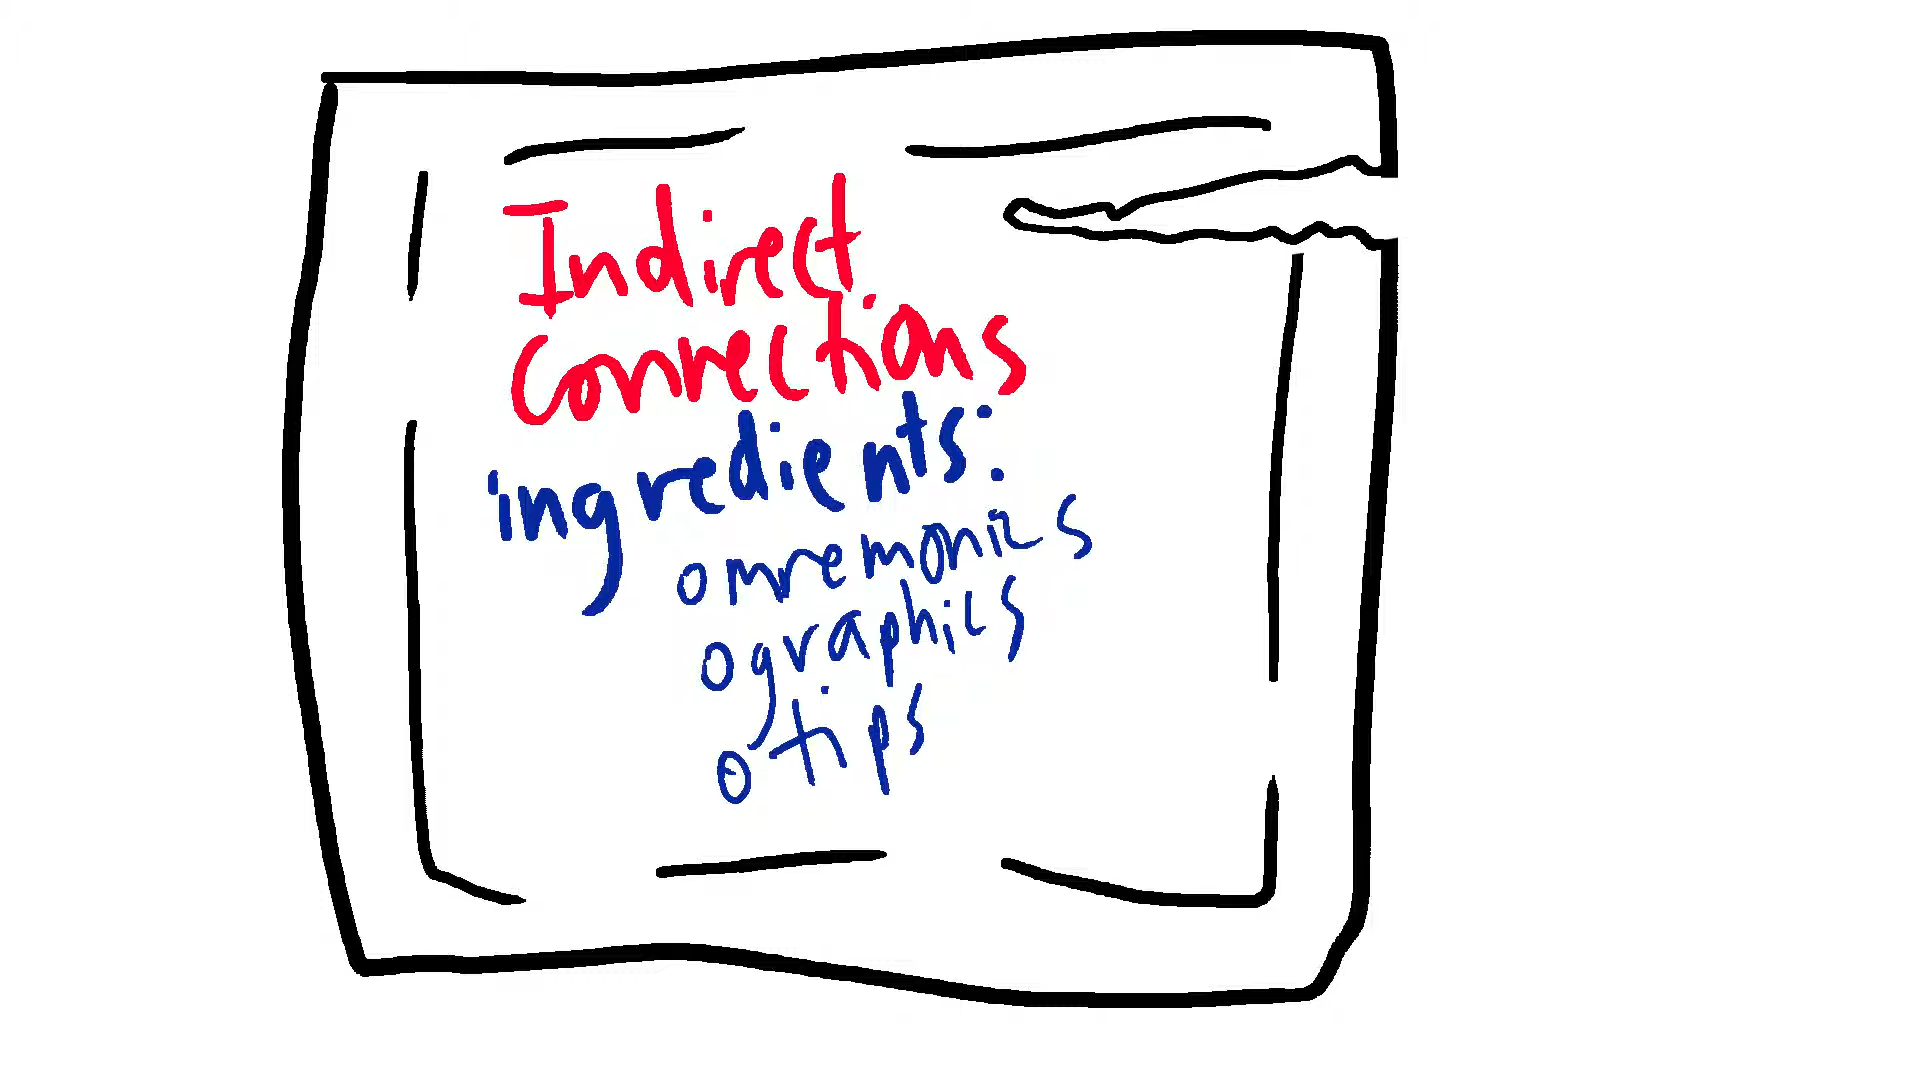 Indirect
Connections
ingredients:
o mnemonics
o graphics
o tips